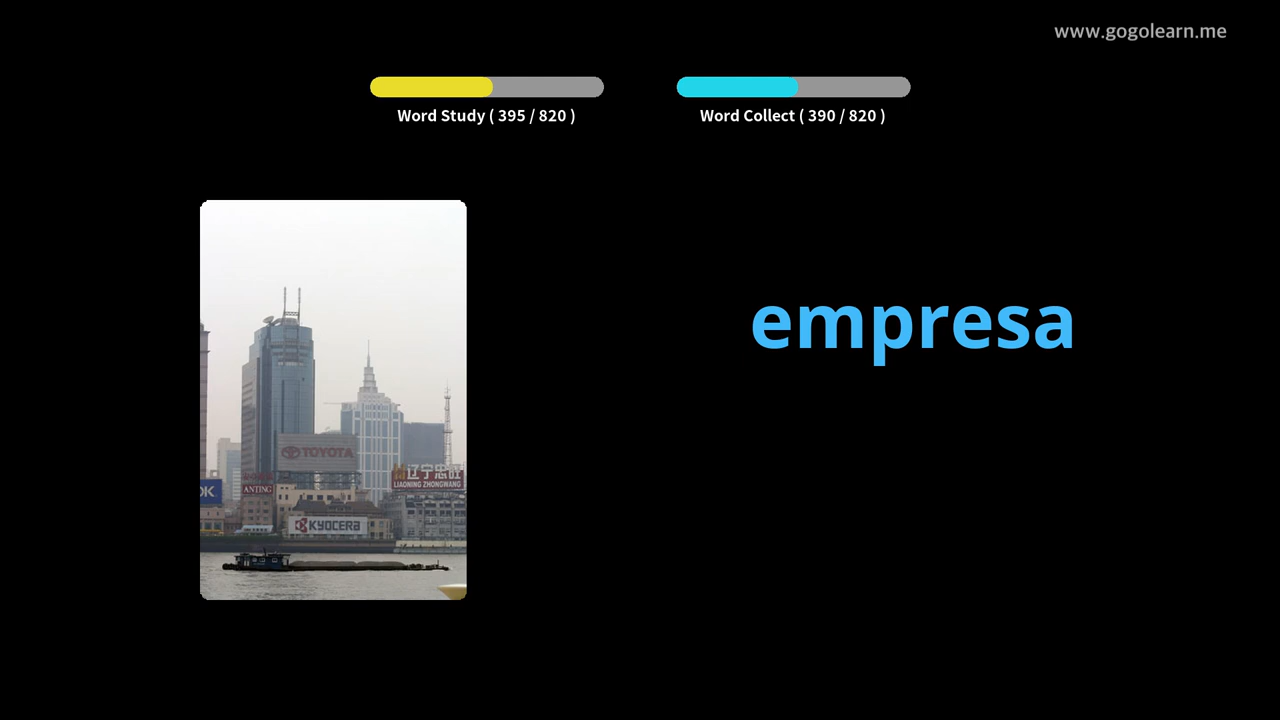 www.gogolearn.me
Word Study ( 395 / 820 )
Word Collect ( 390 / 820 )
empresa
TOYOTA
辽宁忠旺
LIAONING ZHONGWANG
ANTING
KYOCERA